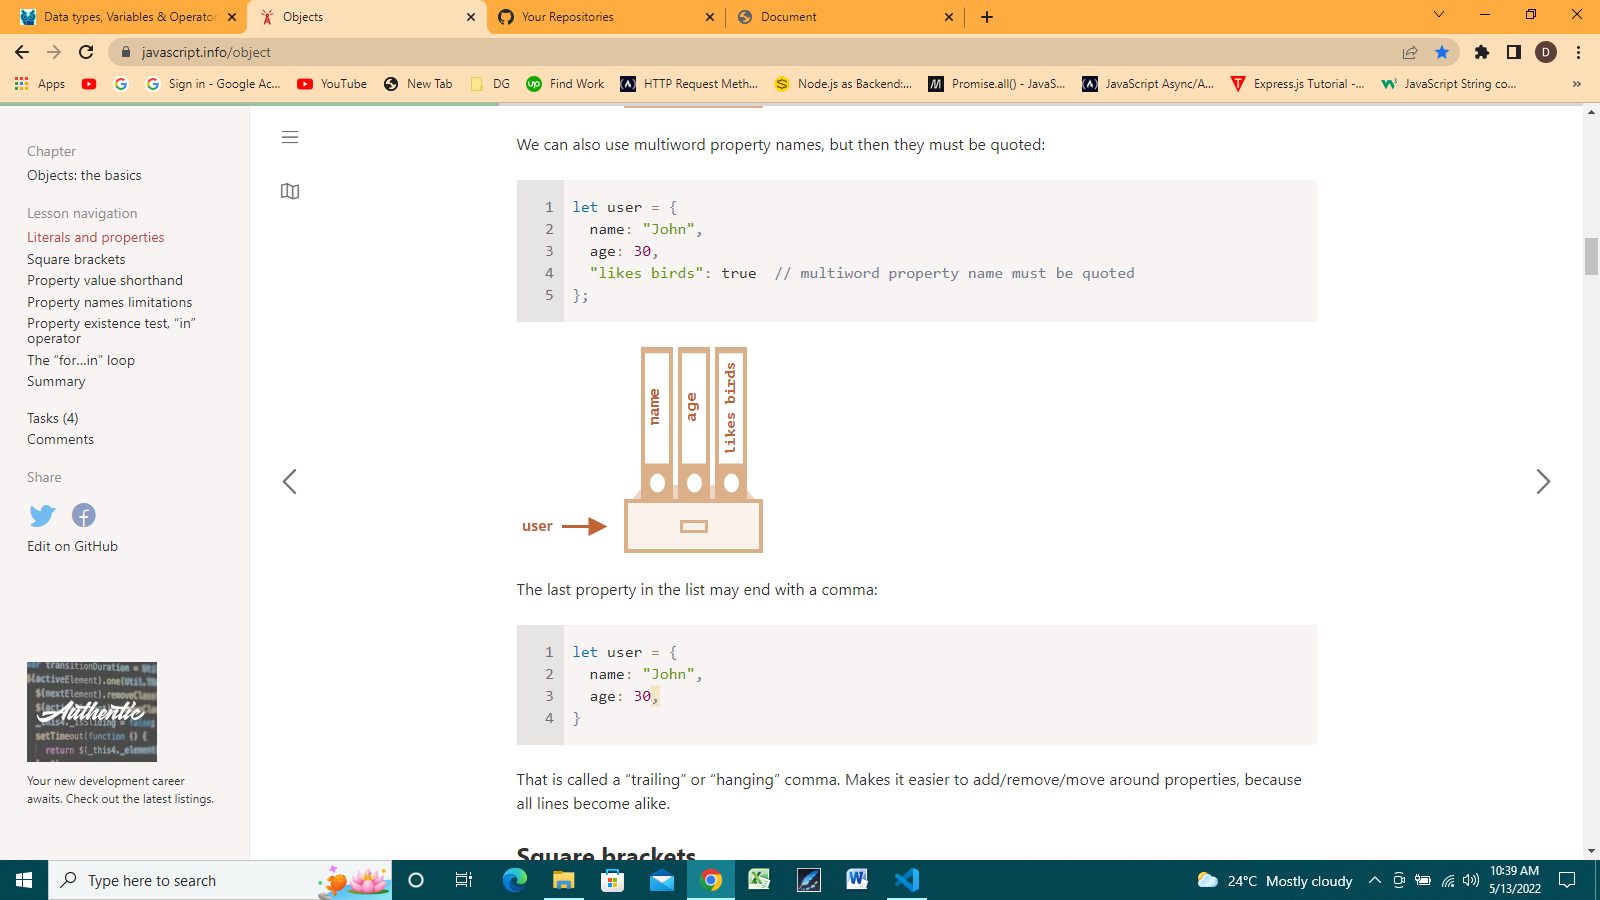 Data types, Variables & Operator
Objects
Your Repositories
Document
javascript.info/object
D
Apps
Sign in - Google Ac...
YouTube
New Tab
DG
up
Find Work
HTTP Request Meth...
Node.js as Backend:...
Promise.all() - JavaS...
JavaScript Async/A...
Express.js Tutorial -...
JavaScript String co...
»
Chapter
Objects: the basics
Lesson navigation
Literals and properties
Square brackets
Property value shorthand
Property names limitations
Property existence test, “in”
operator
The “for…in” loop
Summary
Tasks (4)
Comments
Share
Edit on GitHub
Authentic
Your new development career
awaits. Check out the latest listings.
We can also use multiword property names, but then they must be quoted:
1 let user = {
2 name: "John",
3 age: 30,
4 "likes birds": true // multiword property name must be quoted
5 };
name
age
likes birds
user
The last property in the list may end with a comma:
1 let user = {
2 name: "John",
3 age: 30,
4 }
That is called a “trailing” or “hanging” comma. Makes it easier to add/remove/move around properties, because
all lines become alike.
Square brackets
Type here to search
24°C Mostly cloudy
10:39 AM
5/13/2022